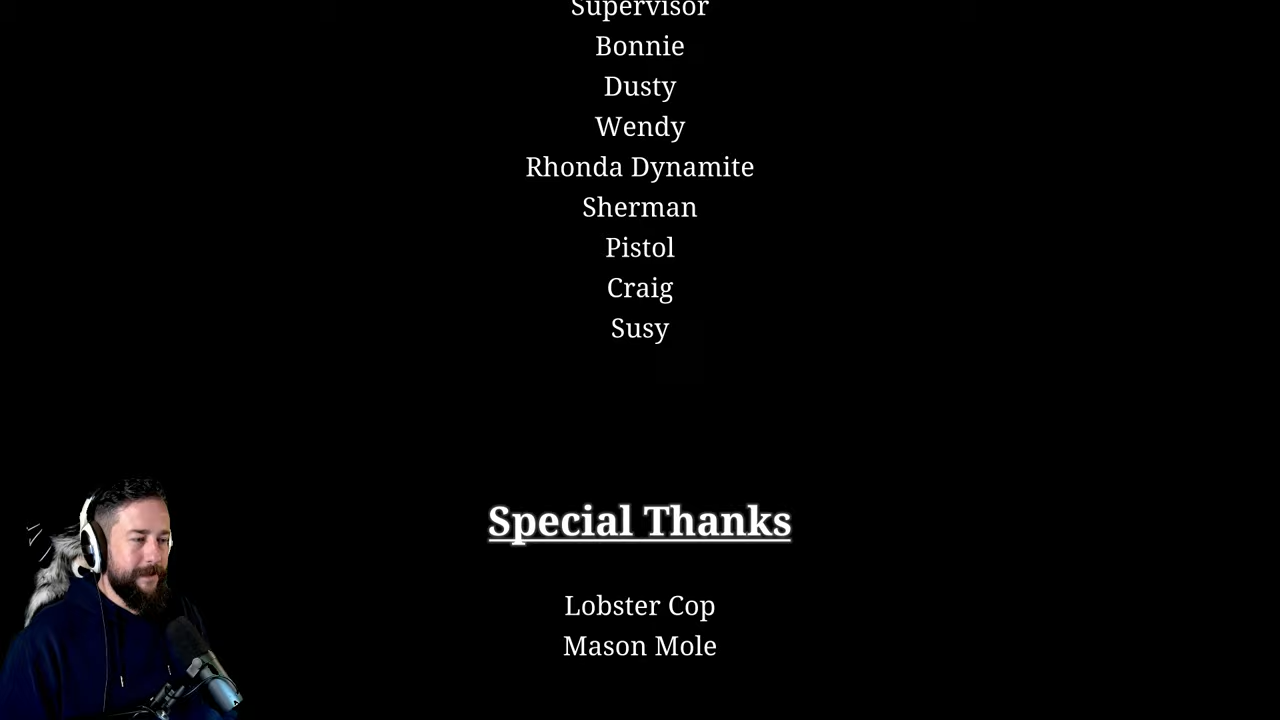 Supervisor
Bonnie
Dusty
Wendy
Rhonda Dynamite
Sherman
Pistol
Craig
Susy
Special Thanks
Lobster Cop
Mason Mole